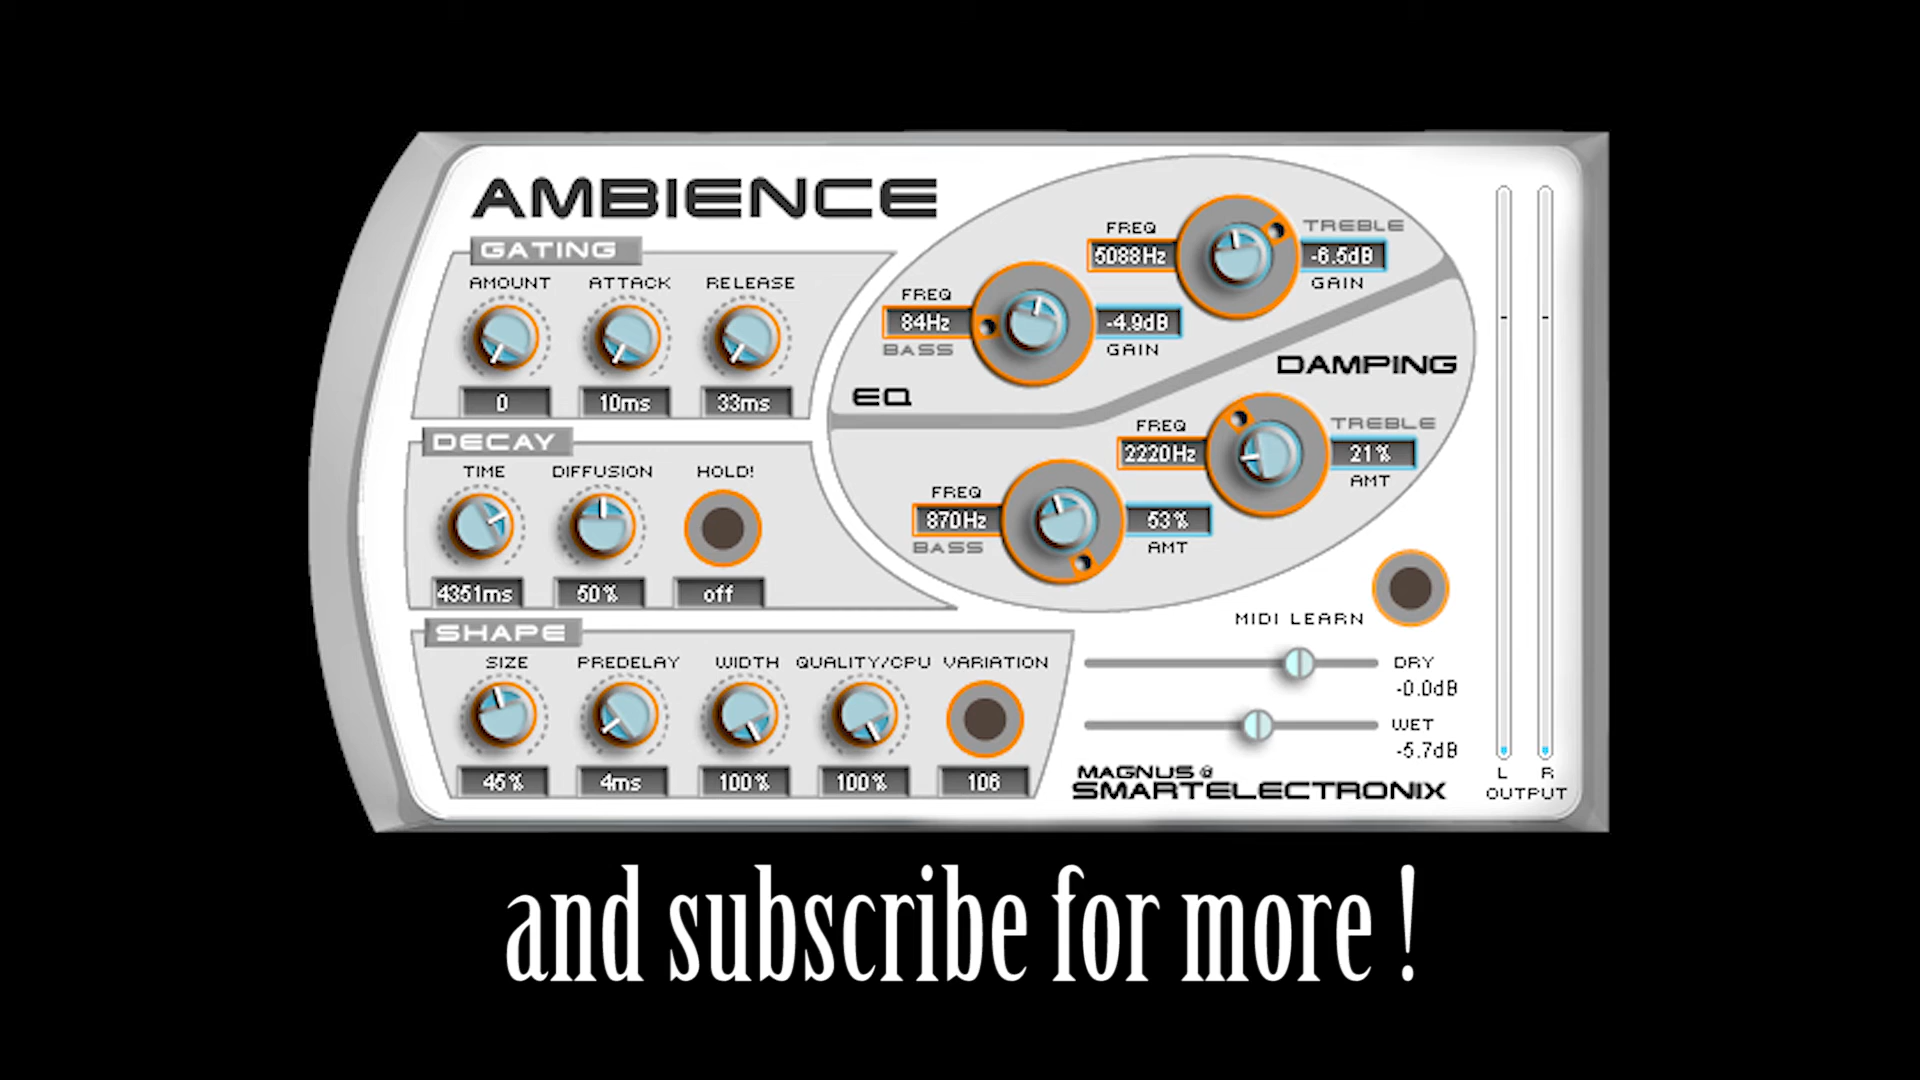 AMBIENCE
GATING
AMOUNT ATTACK RELEASE
0 10ms 33ms
DECAY
TIME DIFFUSION HOLD!
4351ms 50% off
SHAPE
SIZE PREDELAY WIDTH QUALITY/CPU VARIATION
45% 4ms 100% 100% 106
FREQ TREBLE
5088Hz -6.5dB
GAIN
FREQ
84Hz -4.9dB
BASS GAIN
EQ
DAMPING
FREQ TREBLE
2220Hz 21%
AMT
FREQ
870Hz 53%
BASS AMT
MIDI LEARN
DRY
-0.0dB
WET
-5.7dB
MAGNUS @
SMARTELECTRONIX
L R
OUTPUT
and subscribe for more !